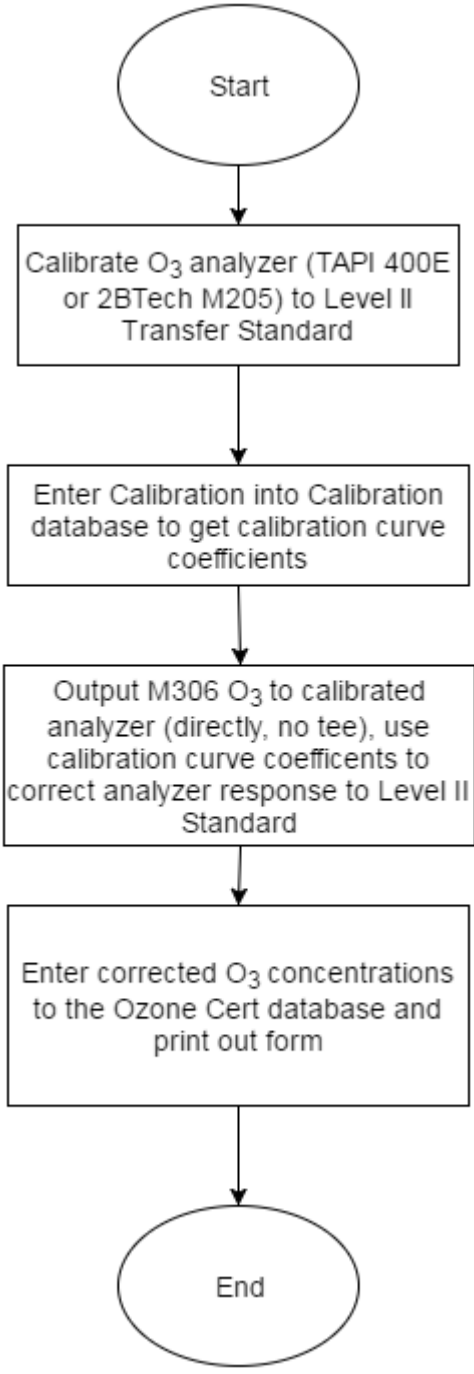 Start
Calibrate O₃ analyzer (TAPI 400E
or 2BTech M205) to Level II
Transfer Standard
Enter Calibration into Calibration
database to get calibration curve
coefficients
Output M306 O₃ to calibrated
analyzer (directly, no tee), use
calibration curve coefficents to
correct analyzer response to Level II
Standard
Enter corrected O₃ concentrations
to the Ozone Cert database and
print out form
End